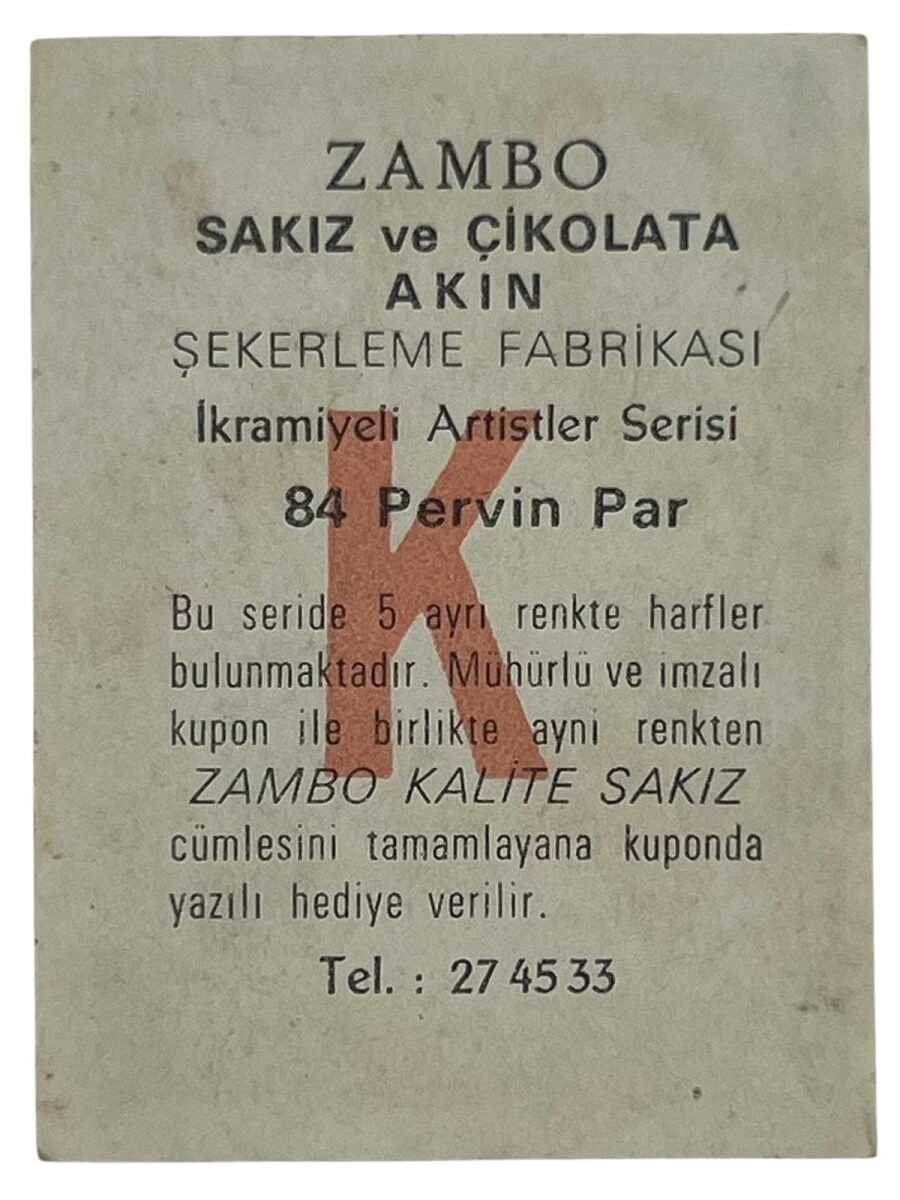 ZAMBO
SAKIZ ve ÇİKOLATA
AKIN
ŞEKERLEME FABRİKASI
İkramiyeli Artistler Serisi
84 Pervin Par
K
Bu seride 5 ayrı renkte harfler
bulunmaktadır. Mühürlü ve imzalı
kupon ile birlikte ayni renkten
ZAMBO KALİTE SAKIZ
cümlesini tamamlayana kuponda
yazılı hediye verilir.
Tel. : 27 45 33